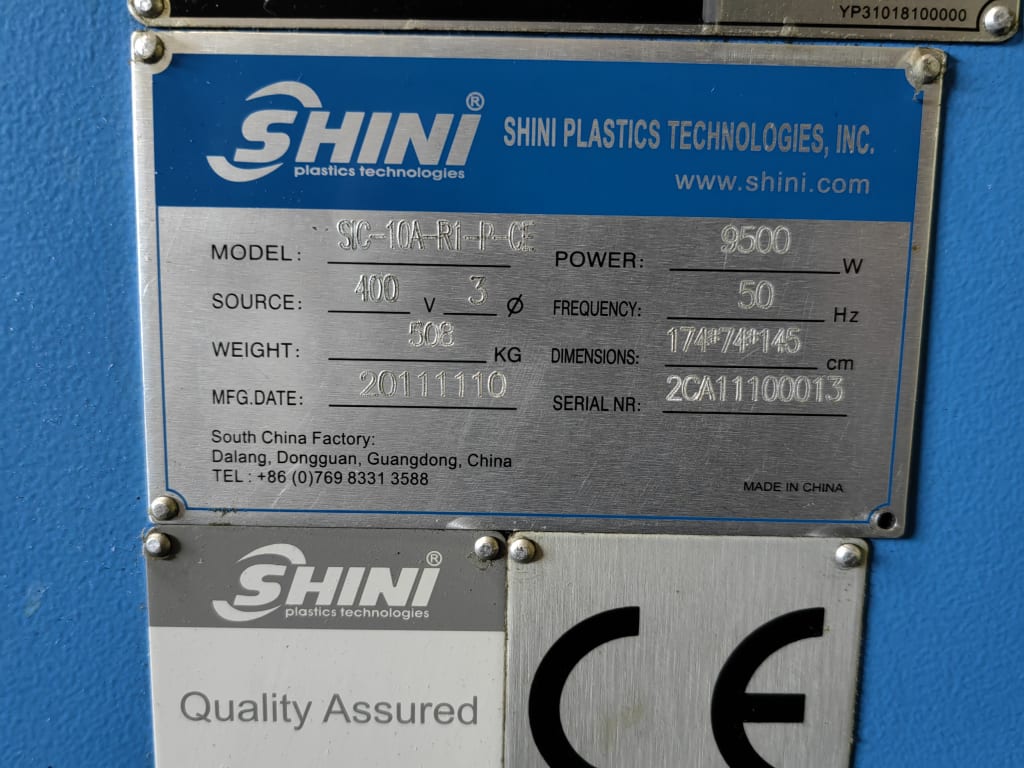 YP31018100000
SHINI®
plastics technologies
SHINI PLASTICS TECHNOLOGIES, INC.
www.shini.com
MODEL: SIC-10A-R1-P-CE POWER: 9500 W
SOURCE: 400 V 3 Ø FREQUENCY: 50 Hz
WEIGHT: 508 KG DIMENSIONS: 174*74*145 cm
MFG.DATE: 20111110 SERIAL NR: 2CA11100013
South China Factory:
Dalang, Dongguan, Guangdong, China
TEL : +86 (0)769 8331 3588
MADE IN CHINA
SHINI®
plastics technologies
Quality Assured
CE